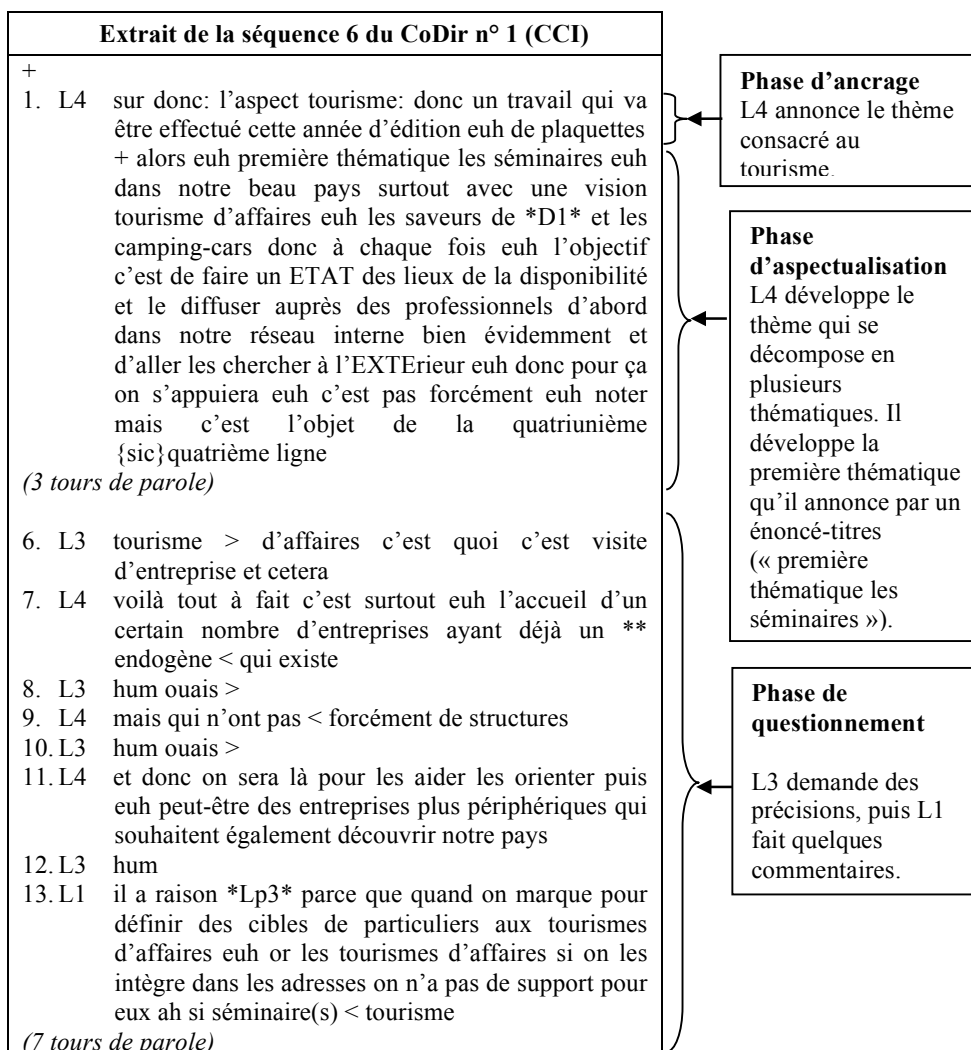 Extrait de la séquence 6 du CoDir n° 1 (CCI)
+
1. L4 sur donc: l'aspect tourisme: donc un travail qui va
être effectué cette année d'édition euh de plaquettes
+ alors euh première thématique les séminaires euh
dans notre beau pays surtout avec une vision
tourisme d'affaires euh les saveurs de *D1* et les
camping-cars donc à chaque fois euh l'objectif
c'est de faire un ETAT des lieux de la disponibilité
et le diffuser auprès des professionnels d'abord
dans notre réseau interne bien évidemment et
d'aller les chercher à l'EXTErieur euh donc pour ça
on s'appuiera euh c'est pas forcément euh noter
mais c'est l'objet de la quatriunième
{sic}quatrième ligne
(3 tours de parole)
6. L3 tourisme > d'affaires c'est quoi c'est visite
d'entreprise et cetera
7. L4 voilà tout à fait c'est surtout euh l'accueil d'un
certain nombre d'entreprises ayant déjà un **
endogène < qui existe
8. L3 hum ouais >
9. L4 mais qui n'ont pas < forcément de structures
10. L3 hum ouais >
11. L4 et donc on sera là pour les aider les orienter puis
euh peut-être des entreprises plus périphériques qui
souhaitent également découvrir notre pays
12. L3 hum
13. L1 il a raison *Lp3* parce que quand on marque pour
définir des cibles de particuliers aux tourismes
d'affaires euh or les tourismes d'affaires si on les
intègre dans les adresses on n'a pas de support pour
eux ah si séminaire(s) < tourisme
(7 tours de parole)
Phase d'ancrage
L4 annonce le thème
consacré au
tourisme.
Phase
d'aspectualisation
L4 développe le
thème qui se
décompose en
plusieurs
thématiques. Il
développe la
première thématique
qu'il annonce par un
énoncé-titres
(« première
thématique les
séminaires »).
Phase de
questionnement
L3 demande des
précisions, puis L1
fait quelques
commentaires.